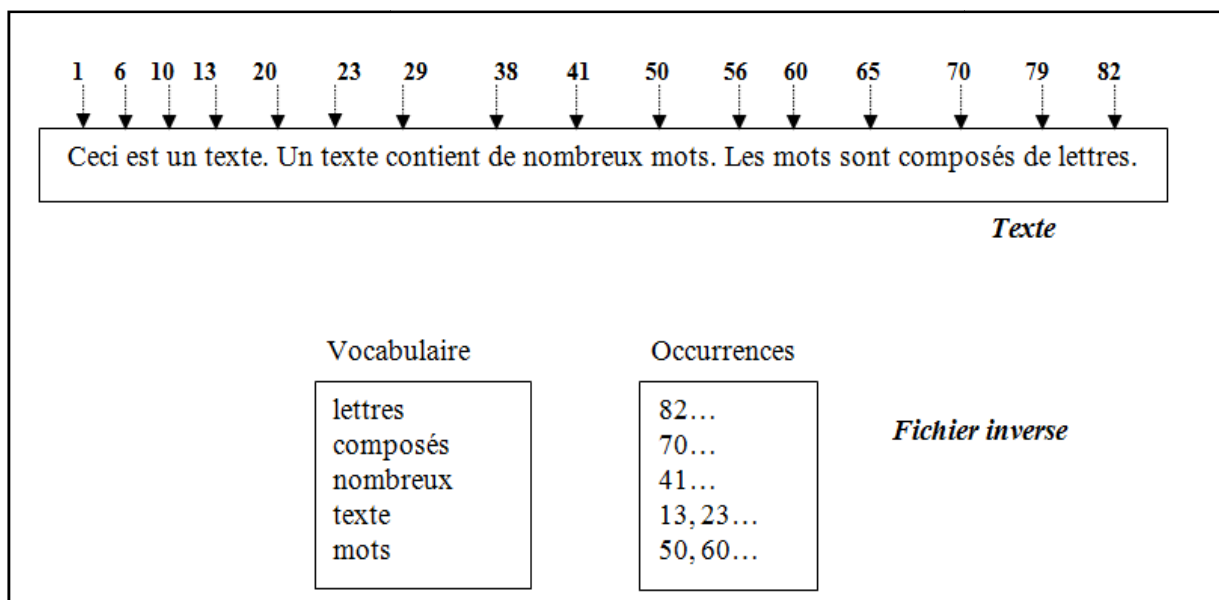 1 6 10 13 20 23 29 38 41 50 56 60 65 70 79 82
Ceci est un texte. Un texte contient de nombreux mots. Les mots sont composés de lettres.
Texte
Vocabulaire Occurrences
lettres 82…
composés 70…
nombreux 41…
texte 13, 23…
mots 50, 60…
Fichier inverse